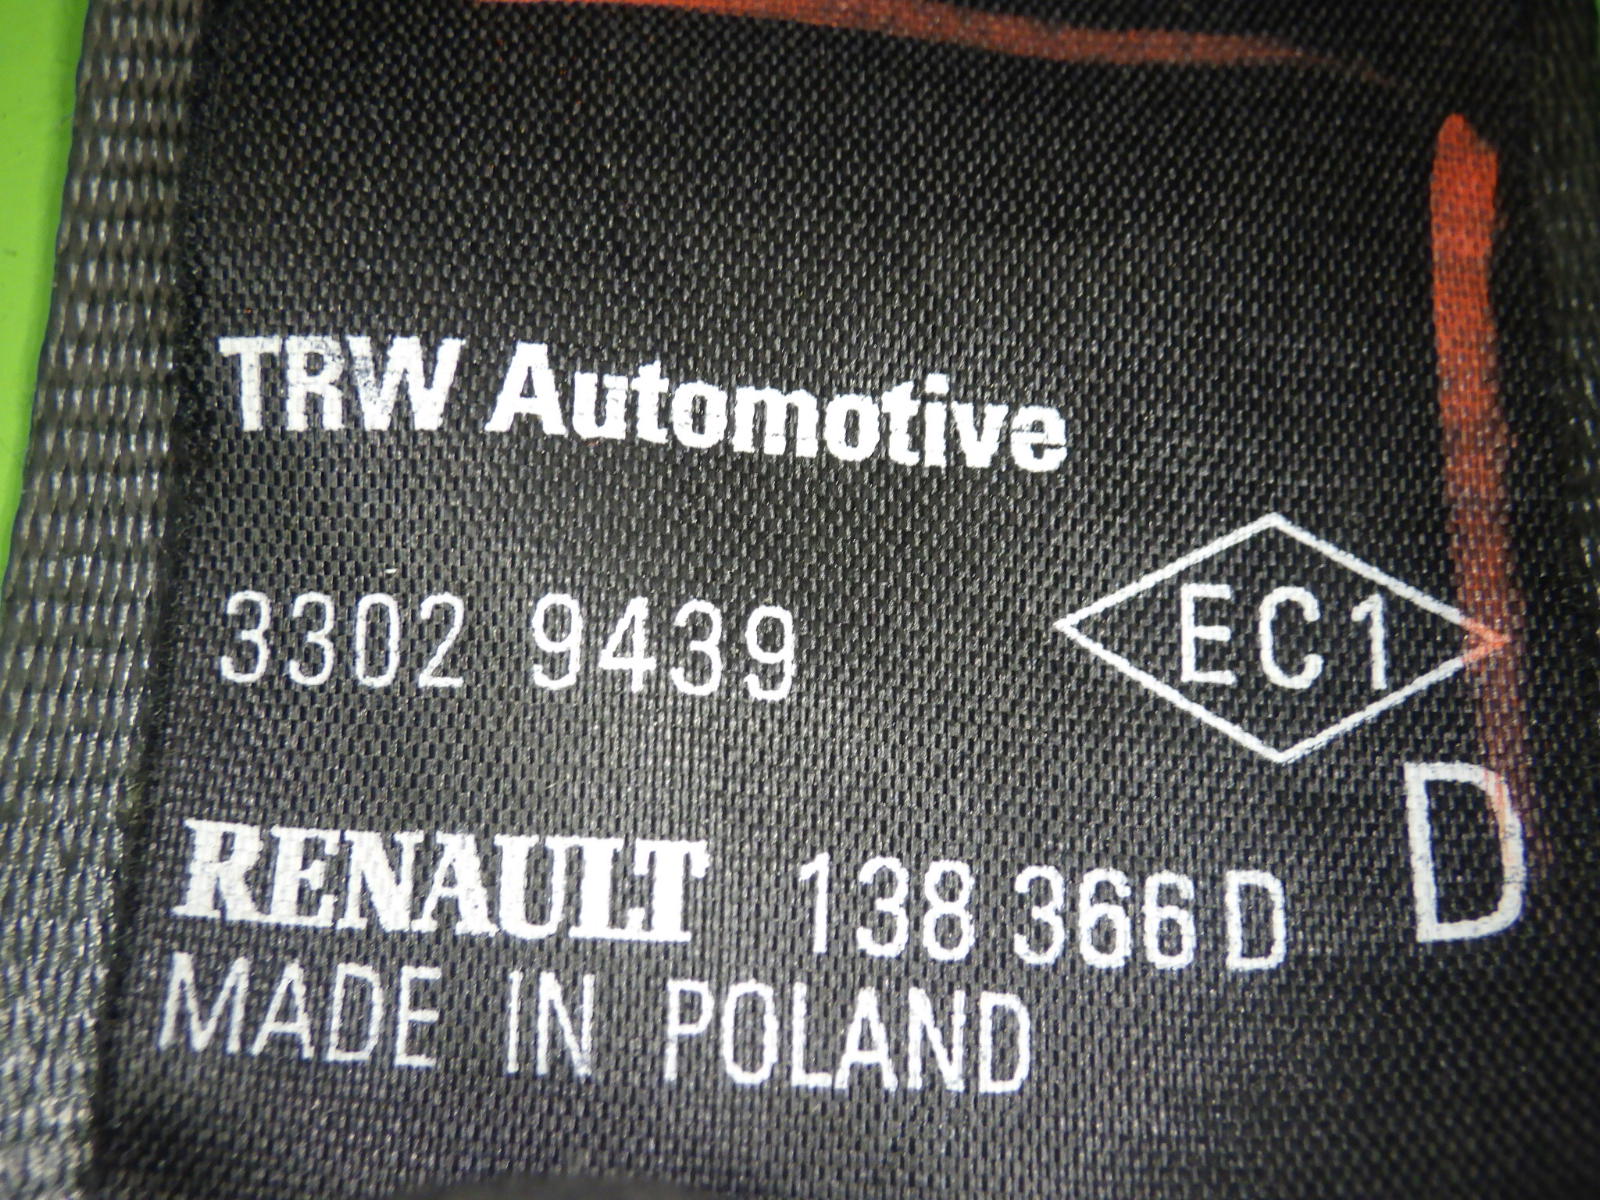 TRW Automotive
3302 9439
EC1
D
RENAULT 138 366 D
MADE IN POLAND